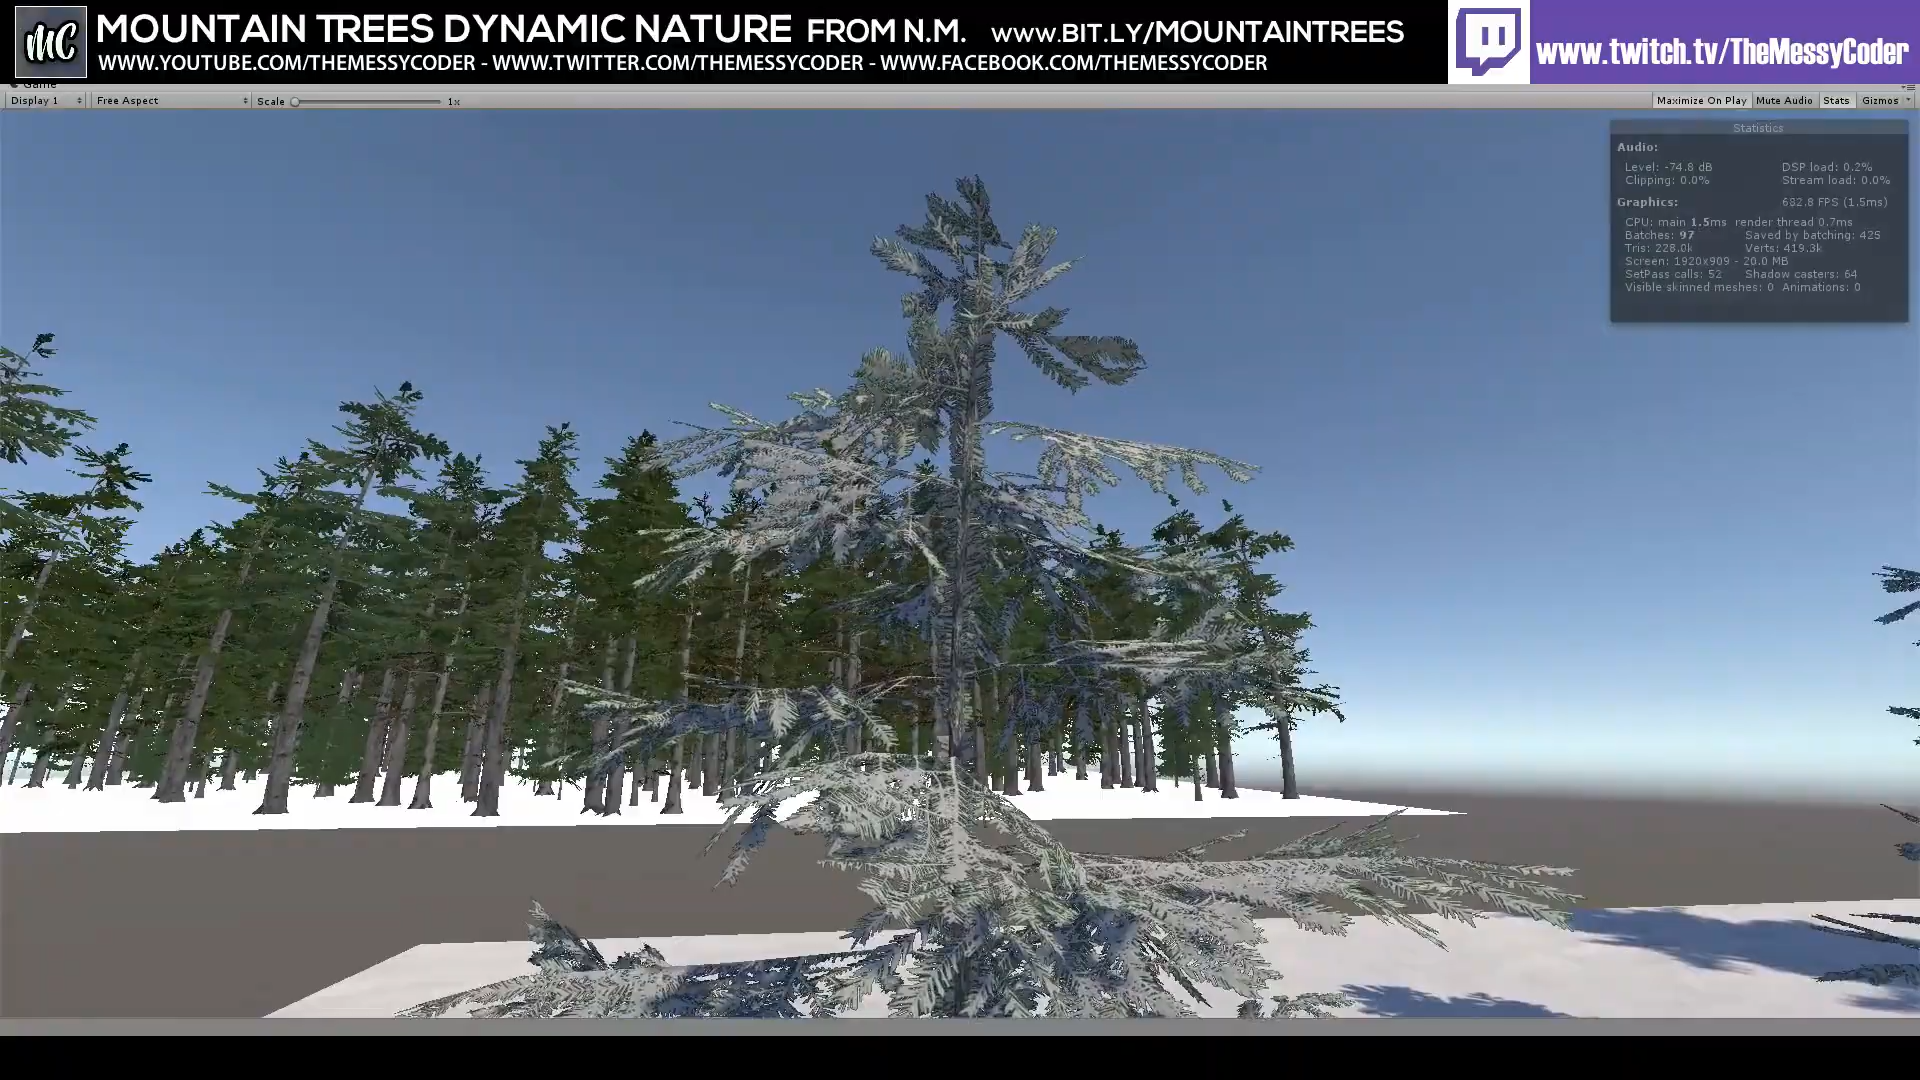 MC
MOUNTAIN TREES DYNAMIC NATURE FROM N.M. www.BIT.LY/MOUNTAINTREES
WWW.YOUTUBE.COM/THEMESSYCODER - WWW.TWITTER.COM/THEMESSYCODER - WWW.FACEBOOK.COM/THEMESSYCODER
www.twitch.tv/TheMessyCoder
Game
Display 1 Free Aspect Scale 1x Maximize On Play Mute Audio Stats Gizmos
Statistics
Audio:
Level: -74.8 dB DSP load: 0.2%
Clipping: 0.0% Stream load: 0.0%
Graphics: 682.8 FPS (1.5ms)
CPU: main 1.5ms render thread 0.7ms
Batches: 97 Saved by batching: 425
Tris: 228.0k Verts: 419.3k
Screen: 1920x909 - 20.0 MB
SetPass calls: 52 Shadow casters: 64
Visible skinned meshes: 0 Animations: 0